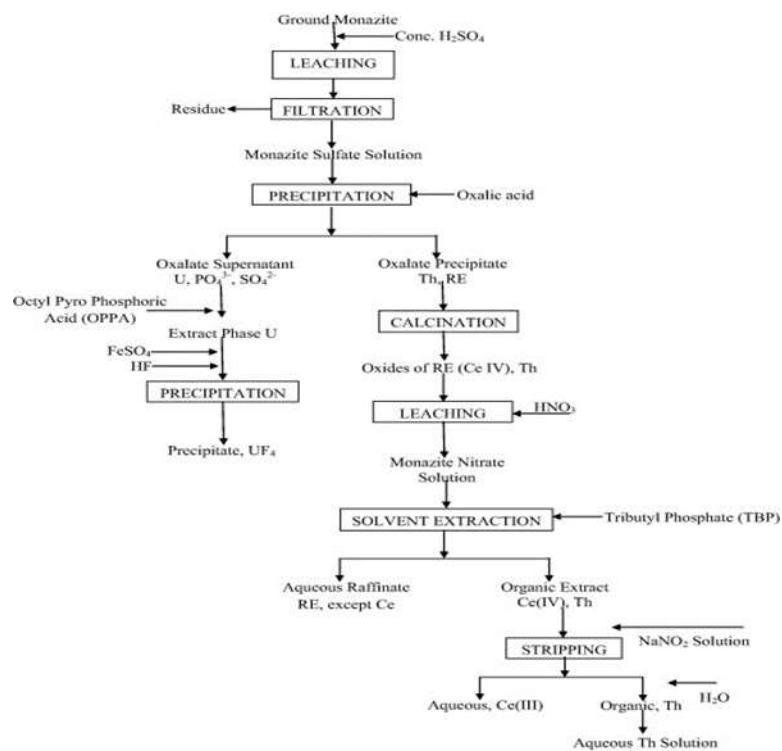 Ground Monazite
Conc. H₂SO₄
LEACHING
Residue
FILTRATION
Monazite Sulfate Solution
PRECIPITATION
Oxalic acid
Oxalate Supernatant
U, PO₄³⁻, SO₄²⁻
Oxalate Precipitate
Th, RE
Octyl Pyro Phosphoric
Acid (OPPA)
CALCINATION
Extract Phase U
FeSO₄
HF
Oxides of RE (Ce IV), Th
PRECIPITATION
LEACHING
HNO₃
Precipitate, UF₄
Monazite Nitrate
Solution
SOLVENT EXTRACTION
Tributyl Phosphate (TBP)
Aqueous Raffinate
RE, except Ce
Organic Extract
Ce(IV), Th
NaNO₂ Solution
STRIPPING
Aqueous, Ce(III)
Organic, Th
H₂O
Aqueous Th Solution